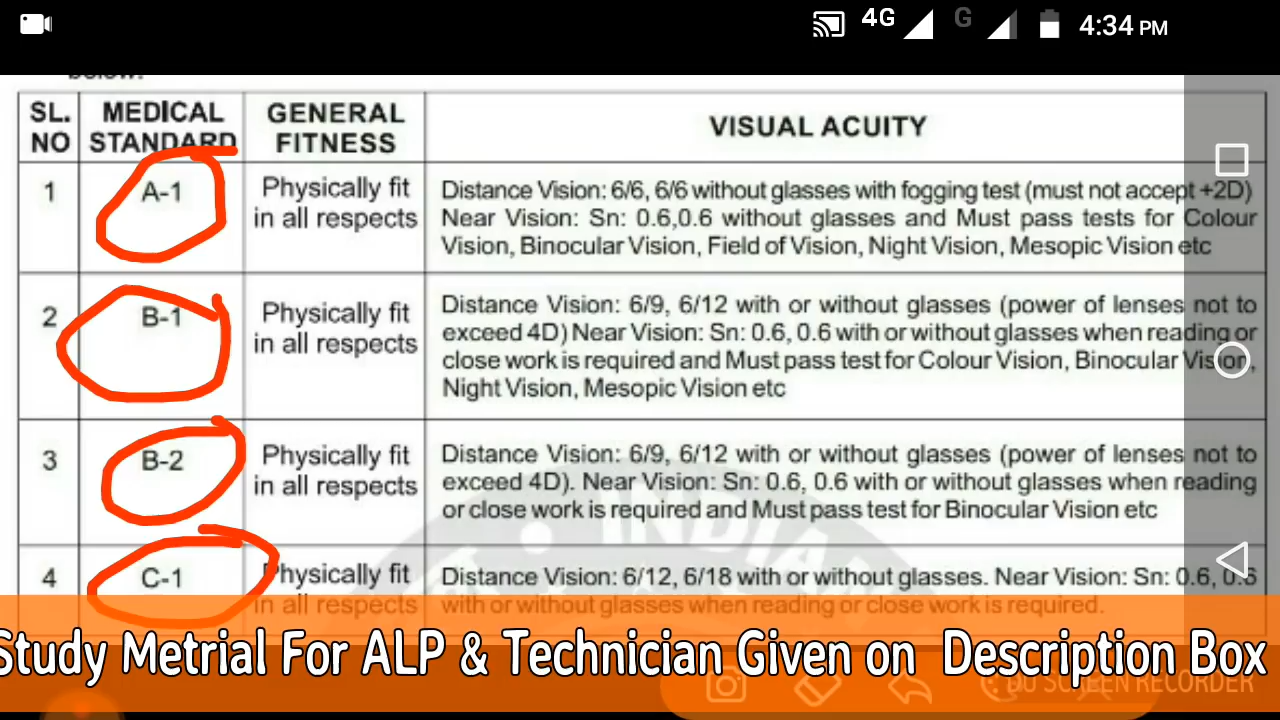 4G G 4:34 PM
below:
SL. NO MEDICAL STANDARD GENERAL FITNESS VISUAL ACUITY
1 A-1 Physically fit in all respects Distance Vision: 6/6, 6/6 without glasses with fogging test (must not accept +2D)
Near Vision: Sn: 0.6,0.6 without glasses and Must pass tests for Colour
Vision, Binocular Vision, Field of Vision, Night Vision, Mesopic Vision etc
2 B-1 Physically fit in all respects Distance Vision: 6/9, 6/12 with or without glasses (power of lenses not to
exceed 4D) Near Vision: Sn: 0.6, 0.6 with or without glasses when reading or
close work is required and Must pass test for Colour Vision, Binocular Vision,
Night Vision, Mesopic Vision etc
3 B-2 Physically fit in all respects Distance Vision: 6/9, 6/12 with or without glasses (power of lenses not to
exceed 4D). Near Vision: Sn: 0.6, 0.6 with or without glasses when reading
or close work is required and Must pass test for Binocular Vision etc
4 C-1 Physically fit in all respects Distance Vision: 6/12, 6/18 with or without glasses. Near Vision: Sn: 0.6, 0.6
with or without glasses when reading or close work is required.
INDIAN
Study Metrial For ALP & Technician Given on Description Box
DU SCREEN RECORDER